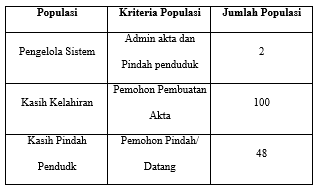 Populasi Kriteria Populasi Jumlah Populasi
Pengelola Sistem
Admin akta dan
Pindah penduduk
2
Kasih Kelahiran
Pemohon Pembuatan
Akta
100
Kasih Pindah
Pendudk
Pemohon Pindah/
Datang
48